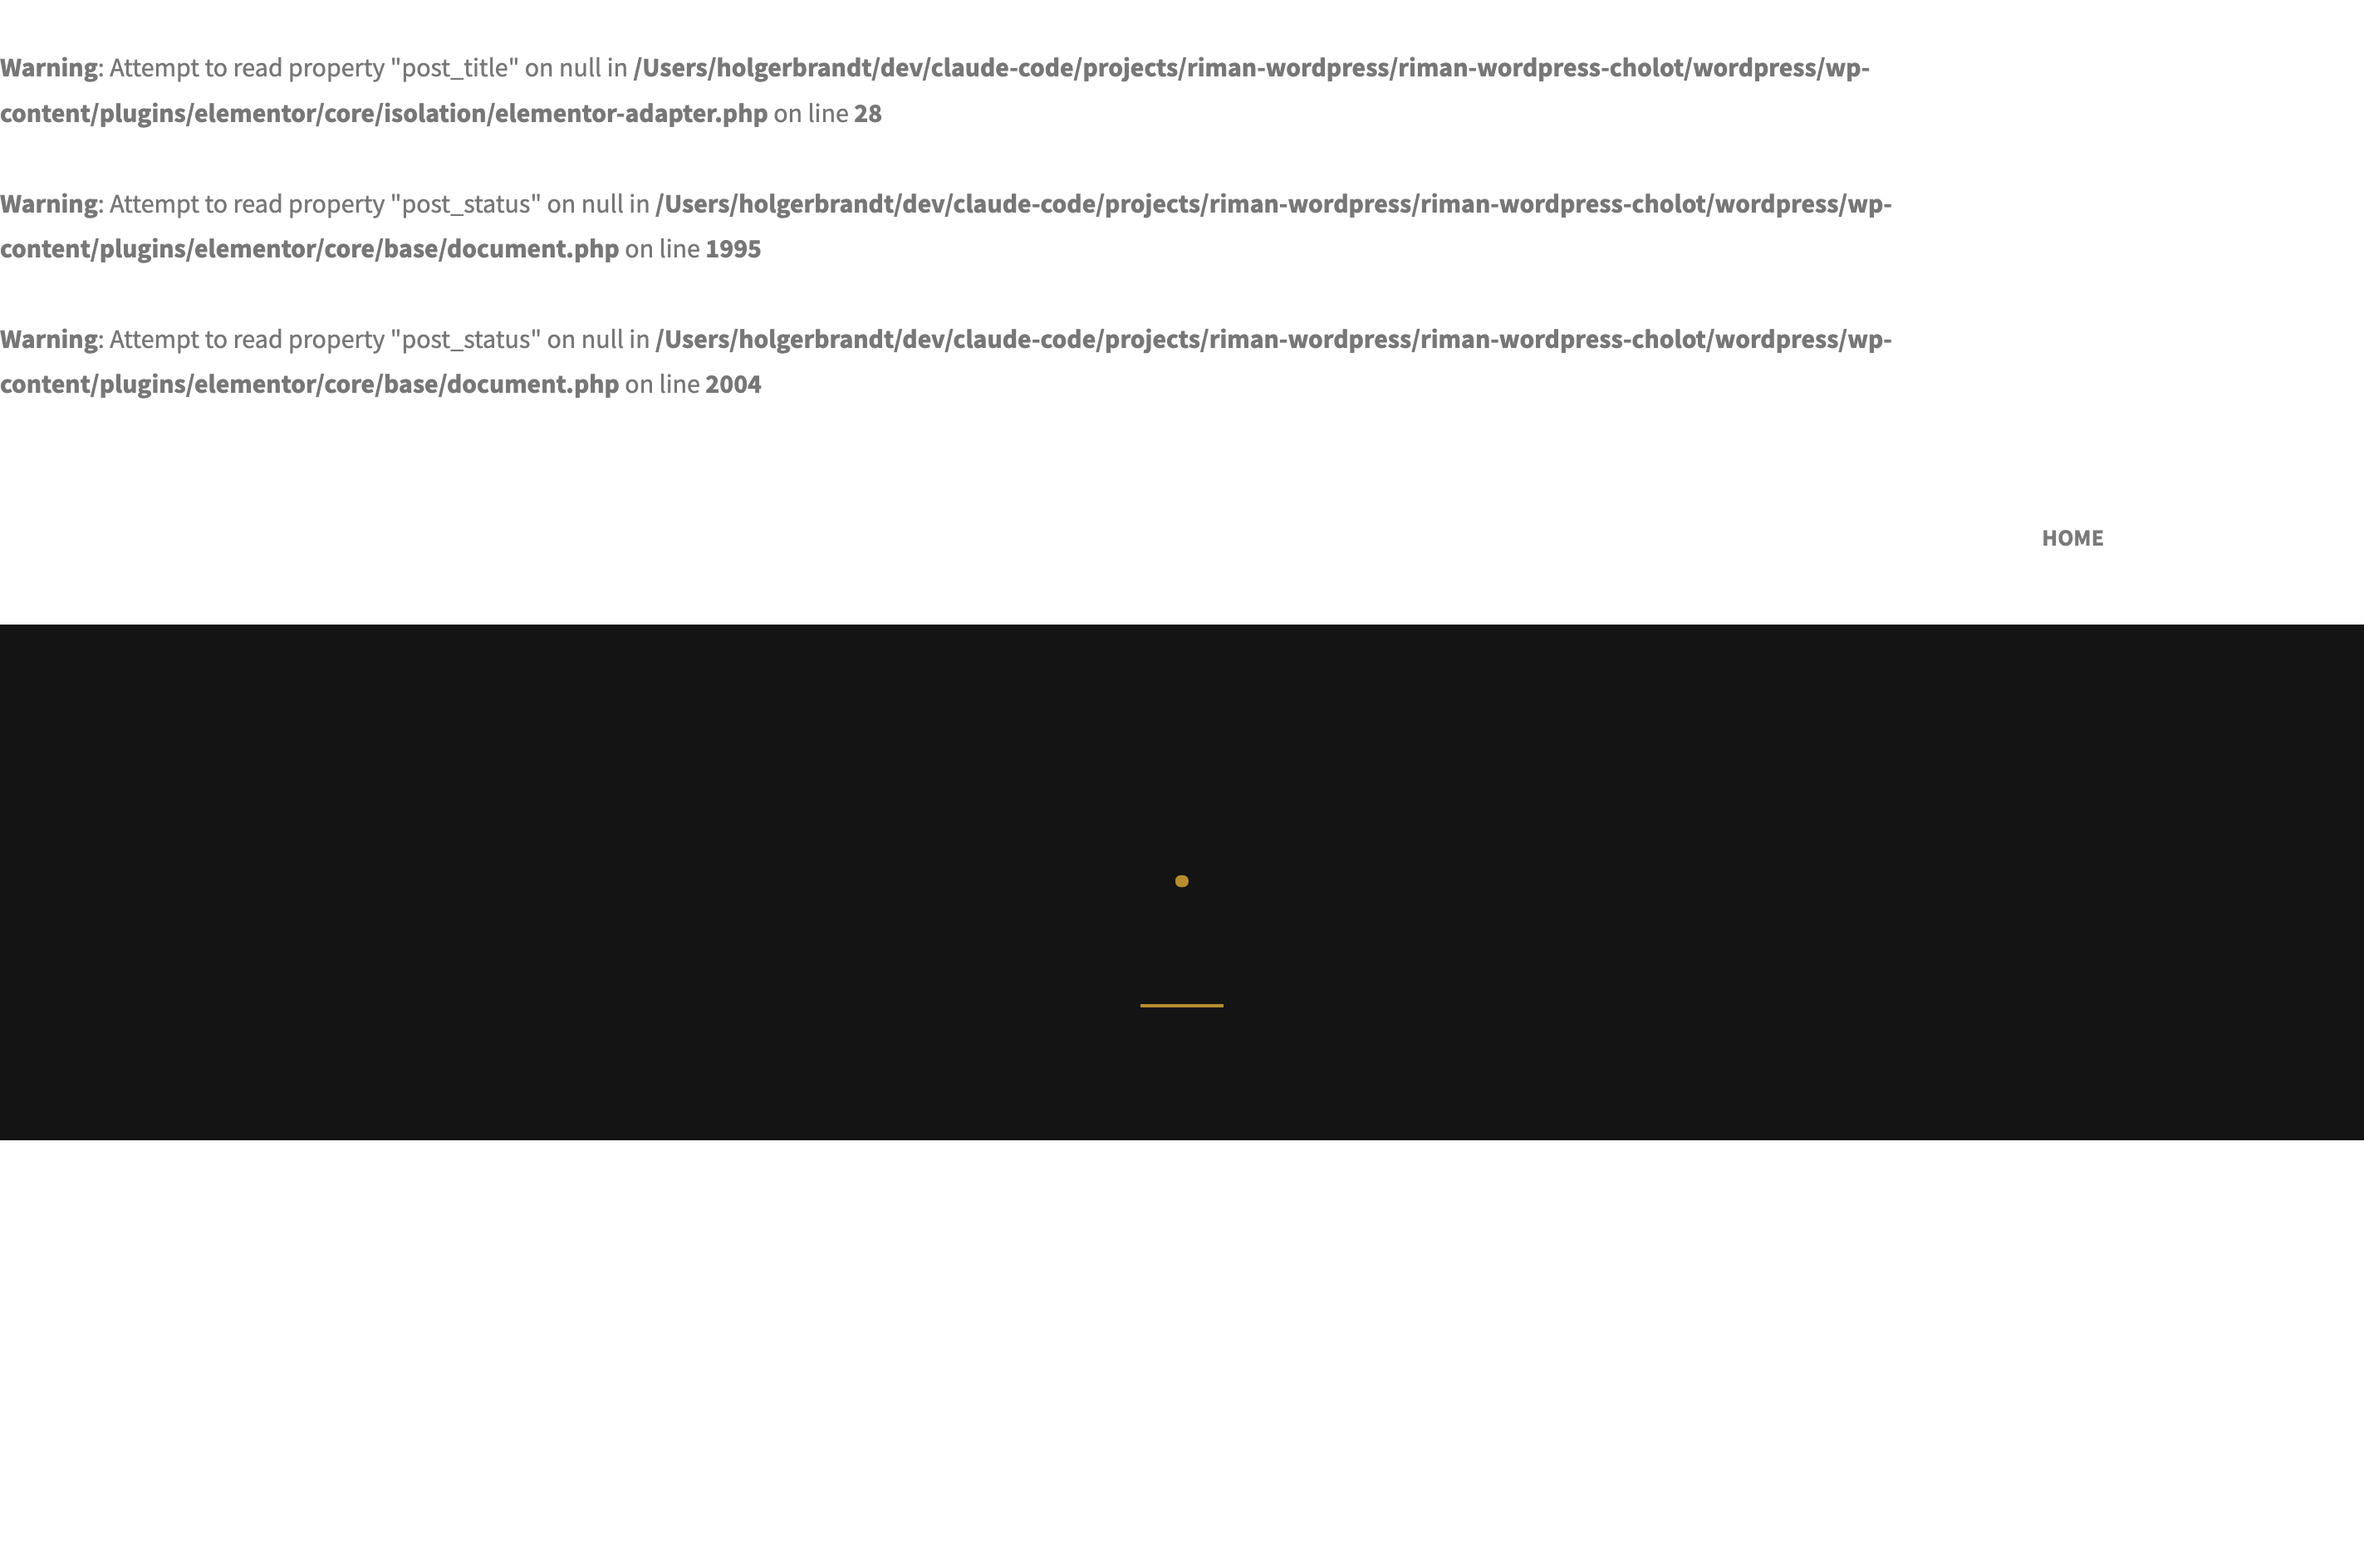 Warning: Attempt to read property "post_title" on null in /Users/holgerbrandt/dev/claude-code/projects/riman-wordpress/riman-wordpress-cholot/wordpress/wp-
content/plugins/elementor/core/isolation/elementor-adapter.php on line 28
Warning: Attempt to read property "post_status" on null in /Users/holgerbrandt/dev/claude-code/projects/riman-wordpress/riman-wordpress-cholot/wordpress/wp-
content/plugins/elementor/core/base/document.php on line 1995
Warning: Attempt to read property "post_status" on null in /Users/holgerbrandt/dev/claude-code/projects/riman-wordpress/riman-wordpress-cholot/wordpress/wp-
content/plugins/elementor/core/base/document.php on line 2004
HOME
.